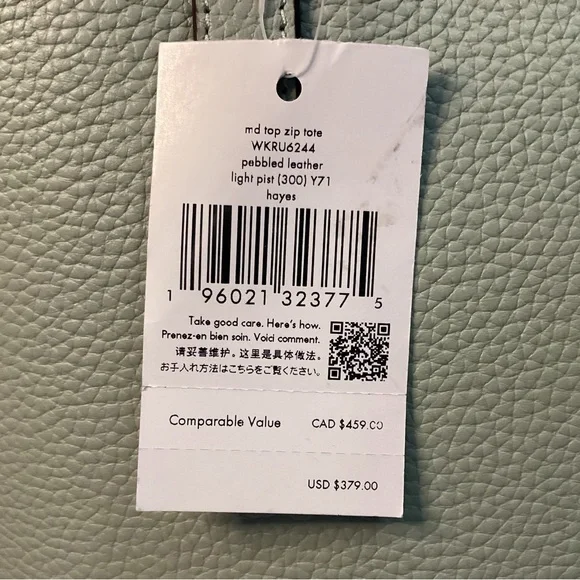 md top zip tote
WKRU6244
pebbled leather
light pist (300) Y71
hayes
1 96021 32377 5
Take good care. Here's how.
Prenez-en bien soin. Voici comment.
请妥善维护。这里是具体做法。
お手入れ方法はこちらをご覧ください。
Comparable Value CAD $459.00
USD $379.00